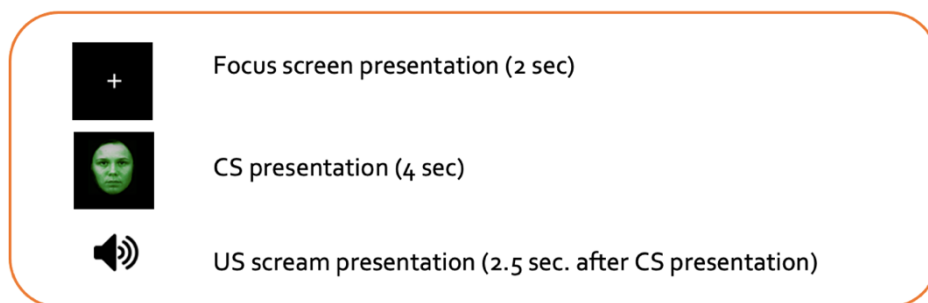 Focus screen presentation (2 sec)
CS presentation (4 sec)
US scream presentation (2.5 sec. after CS presentation)